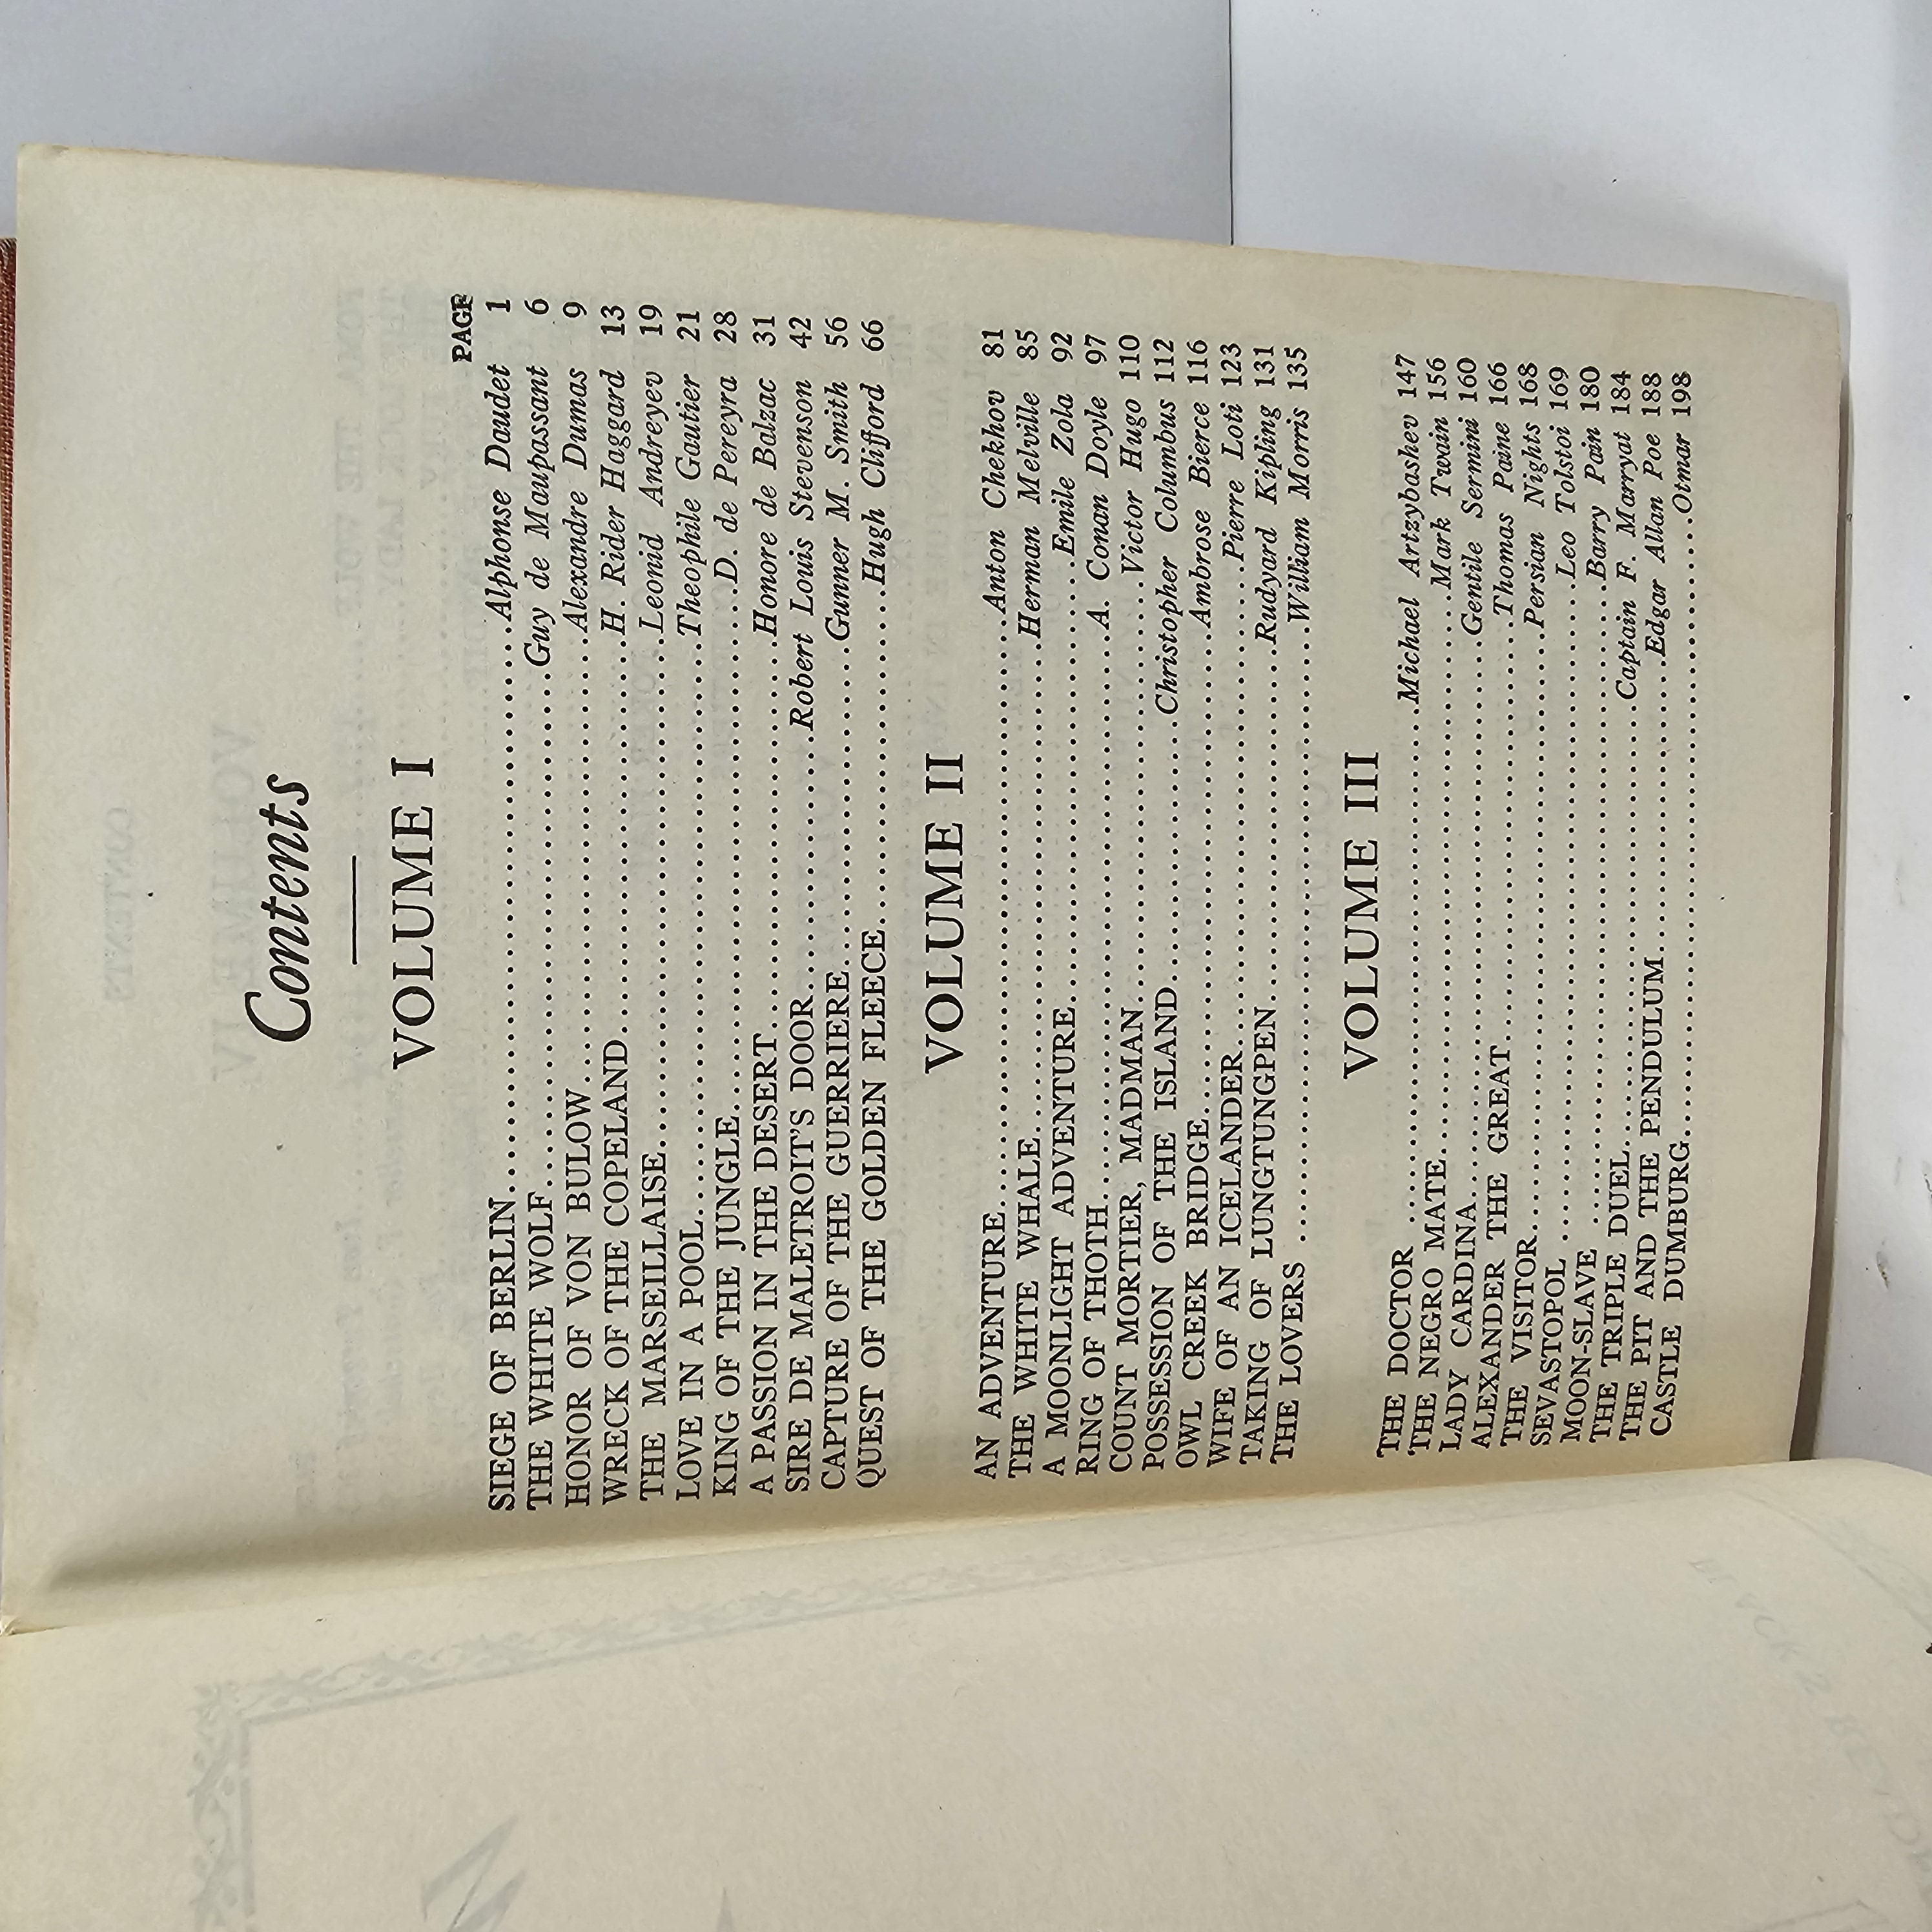 Contents
VOLUME I
PAGE
SIEGE OF BERLIN........................................Alphonse Daudet 1
THE WHITE WOLF........................................Guy de Maupassant 6
HONOR OF VON BULOW........................................Alexandre Dumas 9
WRECK OF THE COPELAND........................................H. Rider Haggard 13
THE MARSEILLAISE........................................Leonid Andreyev 19
LOVE IN A POOL........................................Theophile Gautier 21
KING OF THE JUNGLE........................................D. de Pereyra 28
A PASSION IN THE DESERT........................................Honore de Balzac 31
SIRE DE MALETROIT'S DOOR........................................Robert Louis Stevenson 42
CAPTURE OF THE GUERRIERE........................................Gunner M. Smith 56
QUEST OF THE GOLDEN FLEECE........................................Hugh Clifford 66
VOLUME II
AN ADVENTURE........................................Anton Chekhov 81
THE WHITE WHALE........................................Herman Melville 85
A MOONLIGHT ADVENTURE........................................Emile Zola 92
RING OF THOTH........................................A. Conan Doyle 97
COUNT MORTIER, MADMAN........................................Victor Hugo 110
POSSESSION OF THE ISLAND........................................Christopher Columbus 112
OWL CREEK BRIDGE........................................Ambrose Bierce 116
WIFE OF AN ICELANDER........................................Pierre Loti 123
TAKING OF LUNGTUNGPEN........................................Rudyard Kipling 131
THE LOVERS ........................................William Morris 135
VOLUME III
THE DOCTOR ........................................Michael Artzybashev 147
THE NEGRO MATE........................................Mark Twain 156
LADY CARDINA........................................Gentile Sermini 160
ALEXANDER THE GREAT........................................Thomas Paine 166
THE VISITOR........................................Persian Nights 168
SEVASTOPOL ........................................Leo Tolstoi 169
MOON-SLAVE ........................................Barry Pain 180
THE TRIPLE DUEL........................................Captain F. Marryat 184
THE PIT AND THE PENDULUM........................................Edgar Allan Poe 188
CASTLE DUMBURG........................................Otmar 198